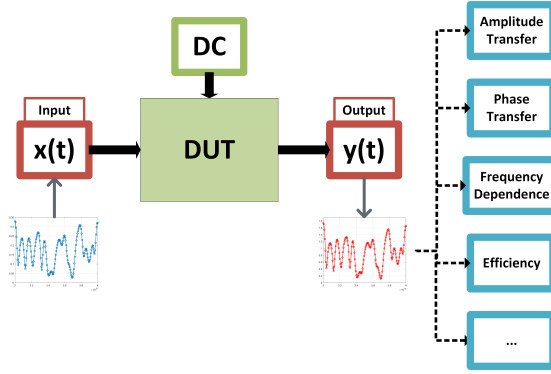 DC
Input
x(t)
DUT
Output
y(t)
Amplitude
Transfer
Phase
Transfer
Frequency
Dependence
Efficiency
...